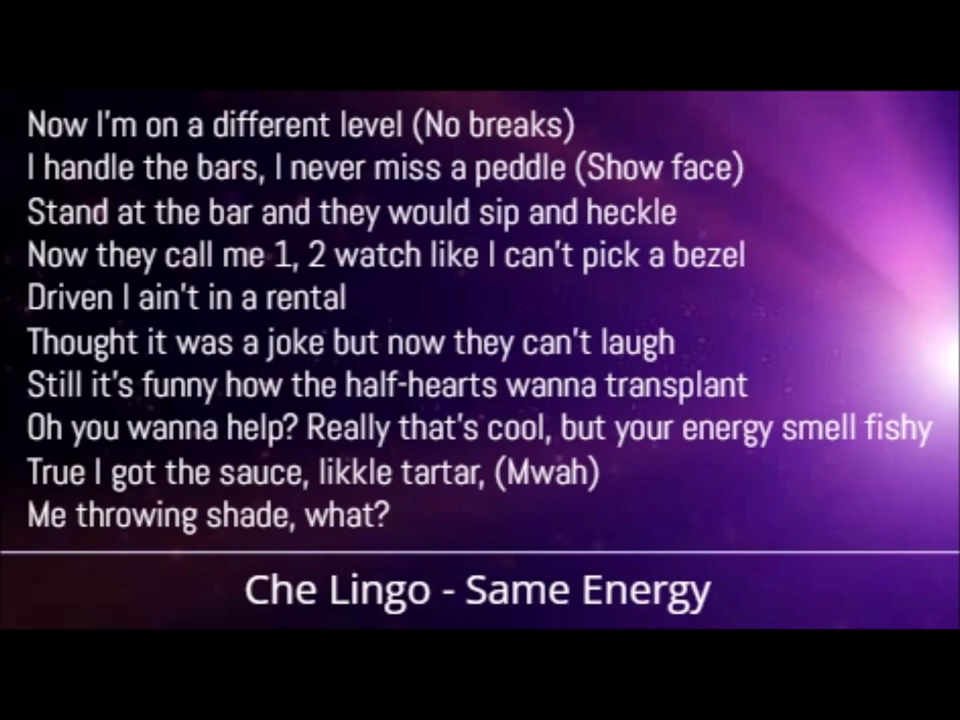 Now I'm on a different level (No breaks)
I handle the bars, I never miss a peddle (Show face)
Stand at the bar and they would sip and heckle
Now they call me 1, 2 watch like I can't pick a bezel
Driven I ain't in a rental
Thought it was a joke but now they can't laugh
Still it's funny how the half-hearts wanna transplant
Oh you wanna help? Really that's cool, but your energy smell fishy
True I got the sauce, likkle tartar, (Mwah)
Me throwing shade, what?
Che Lingo - Same Energy